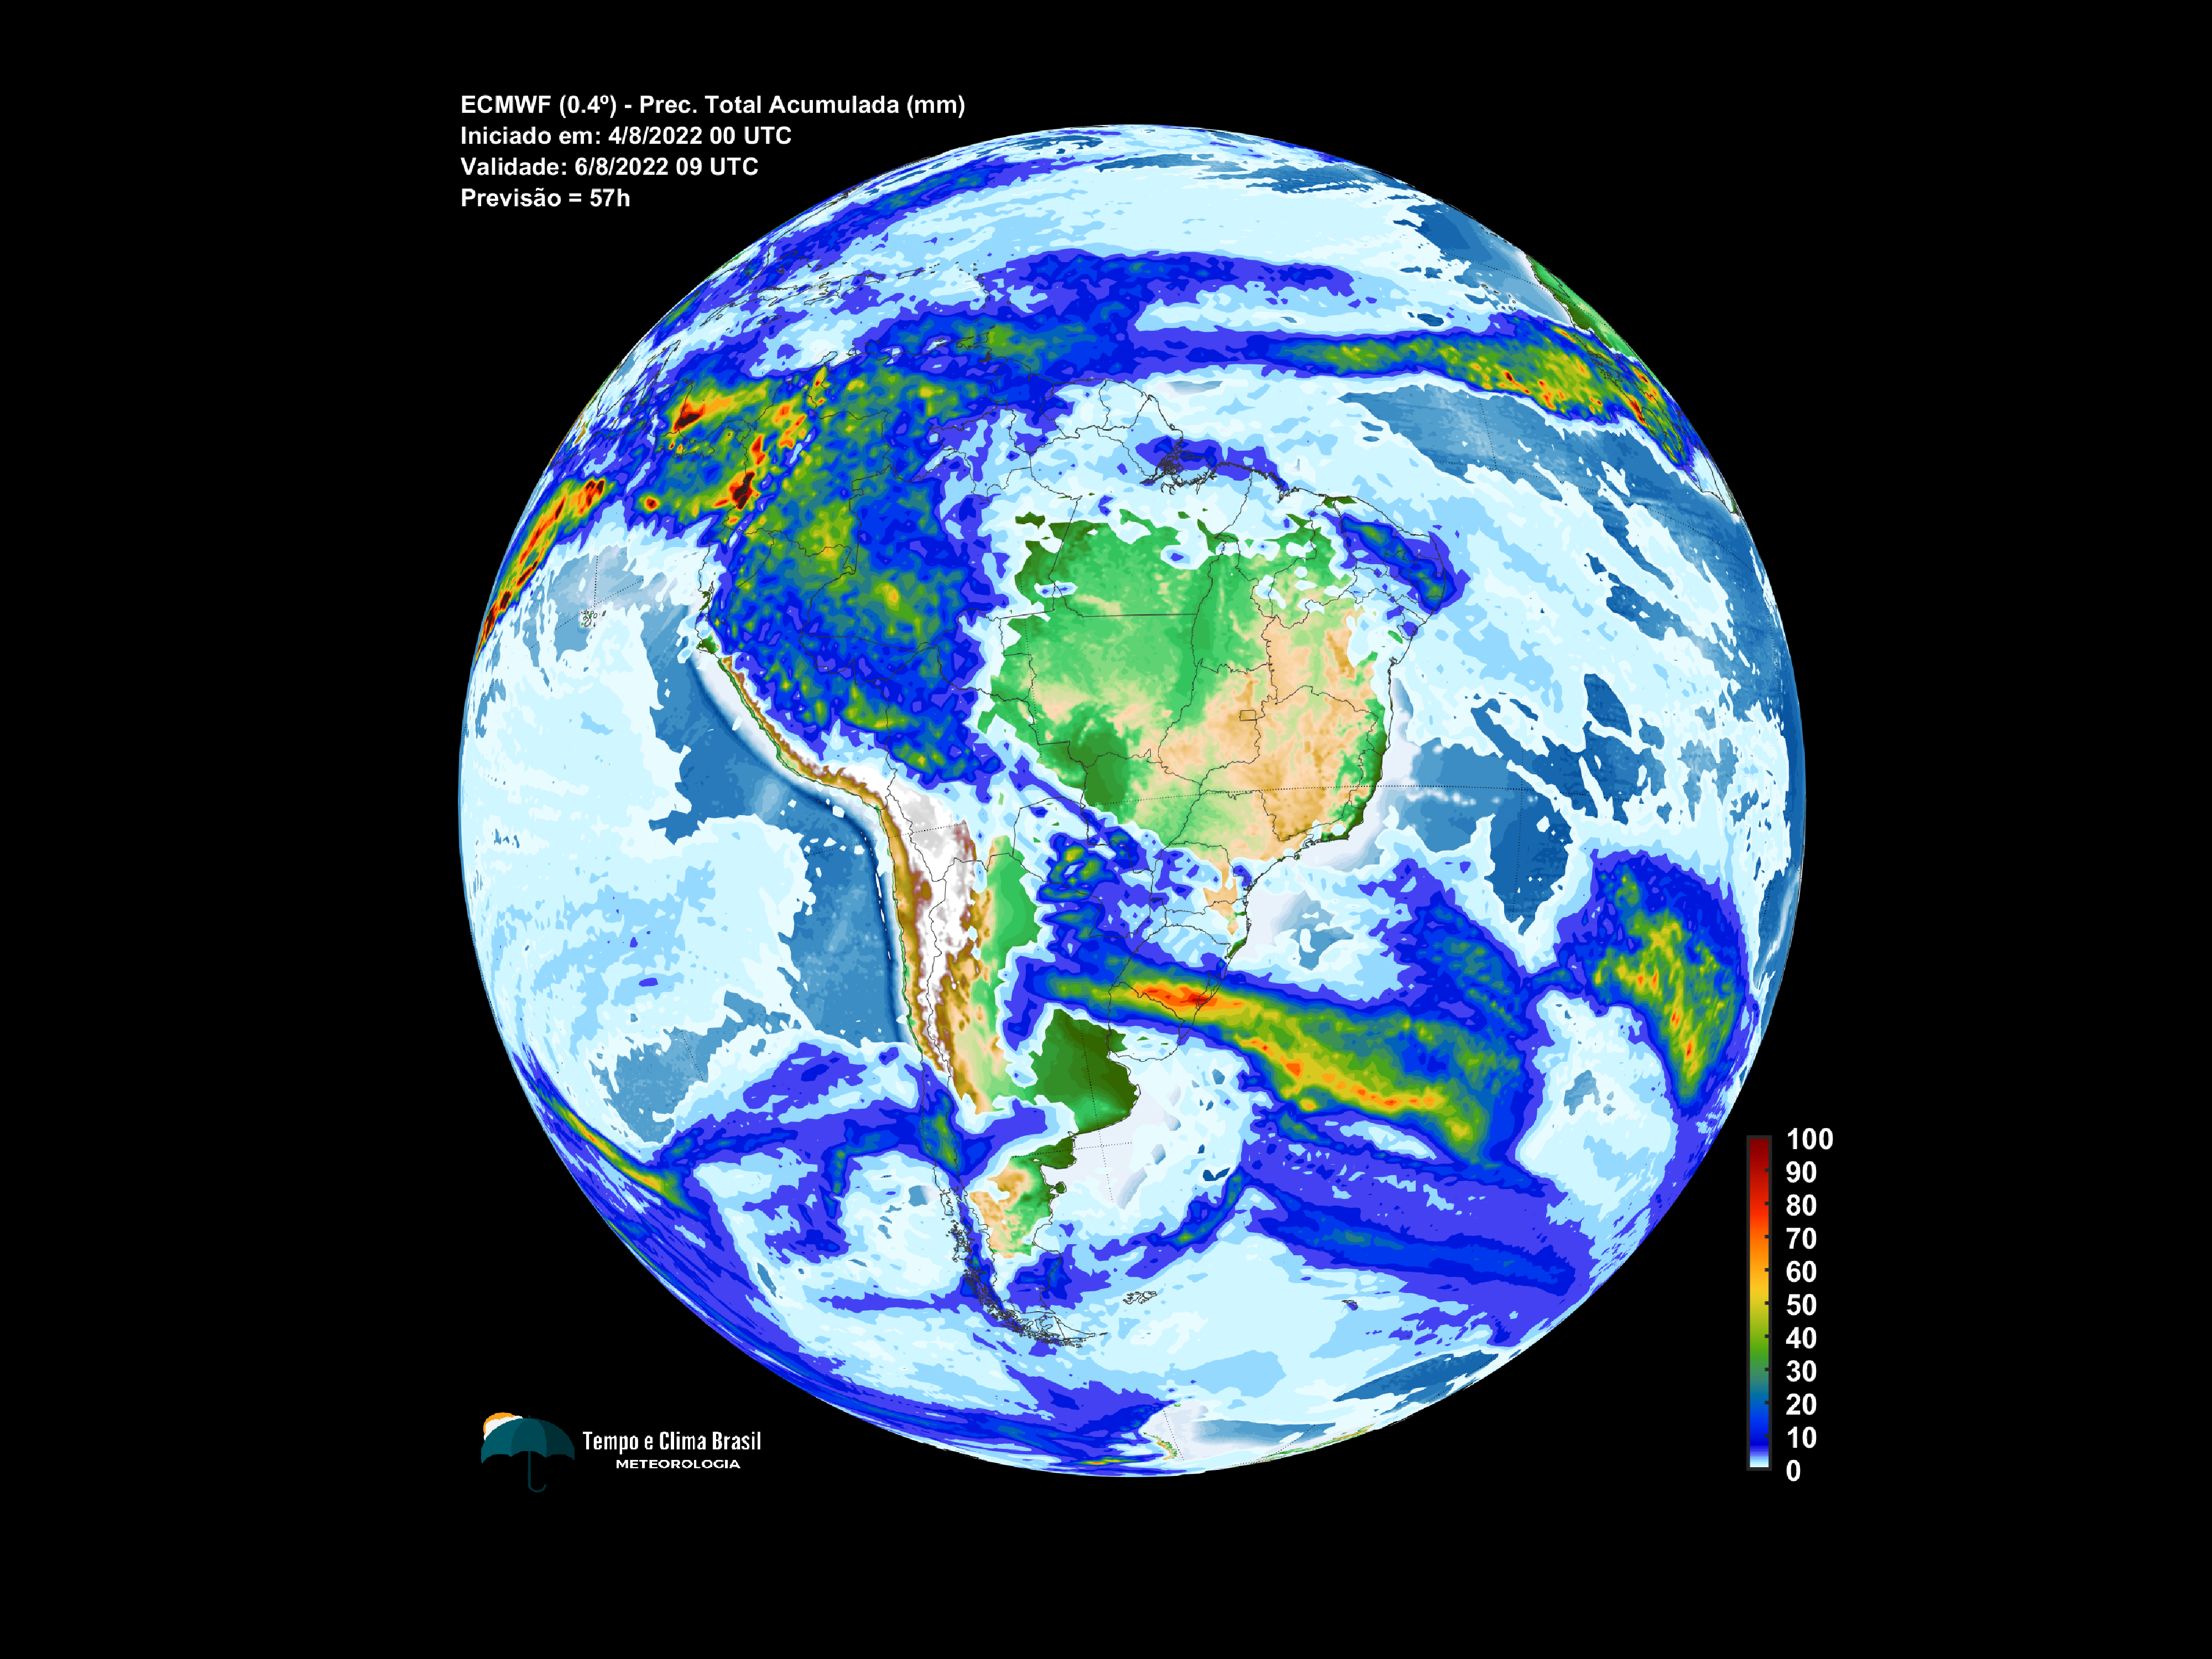 ECMWF (0.4º) - Prec. Total Acumulada (mm)
Iniciado em: 4/8/2022 00 UTC
Validade: 6/8/2022 09 UTC
Previsão = 57h
100
90
80
70
60
50
40
30
20
10
0
Tempo e Clima Brasil
METEOROLOGIA